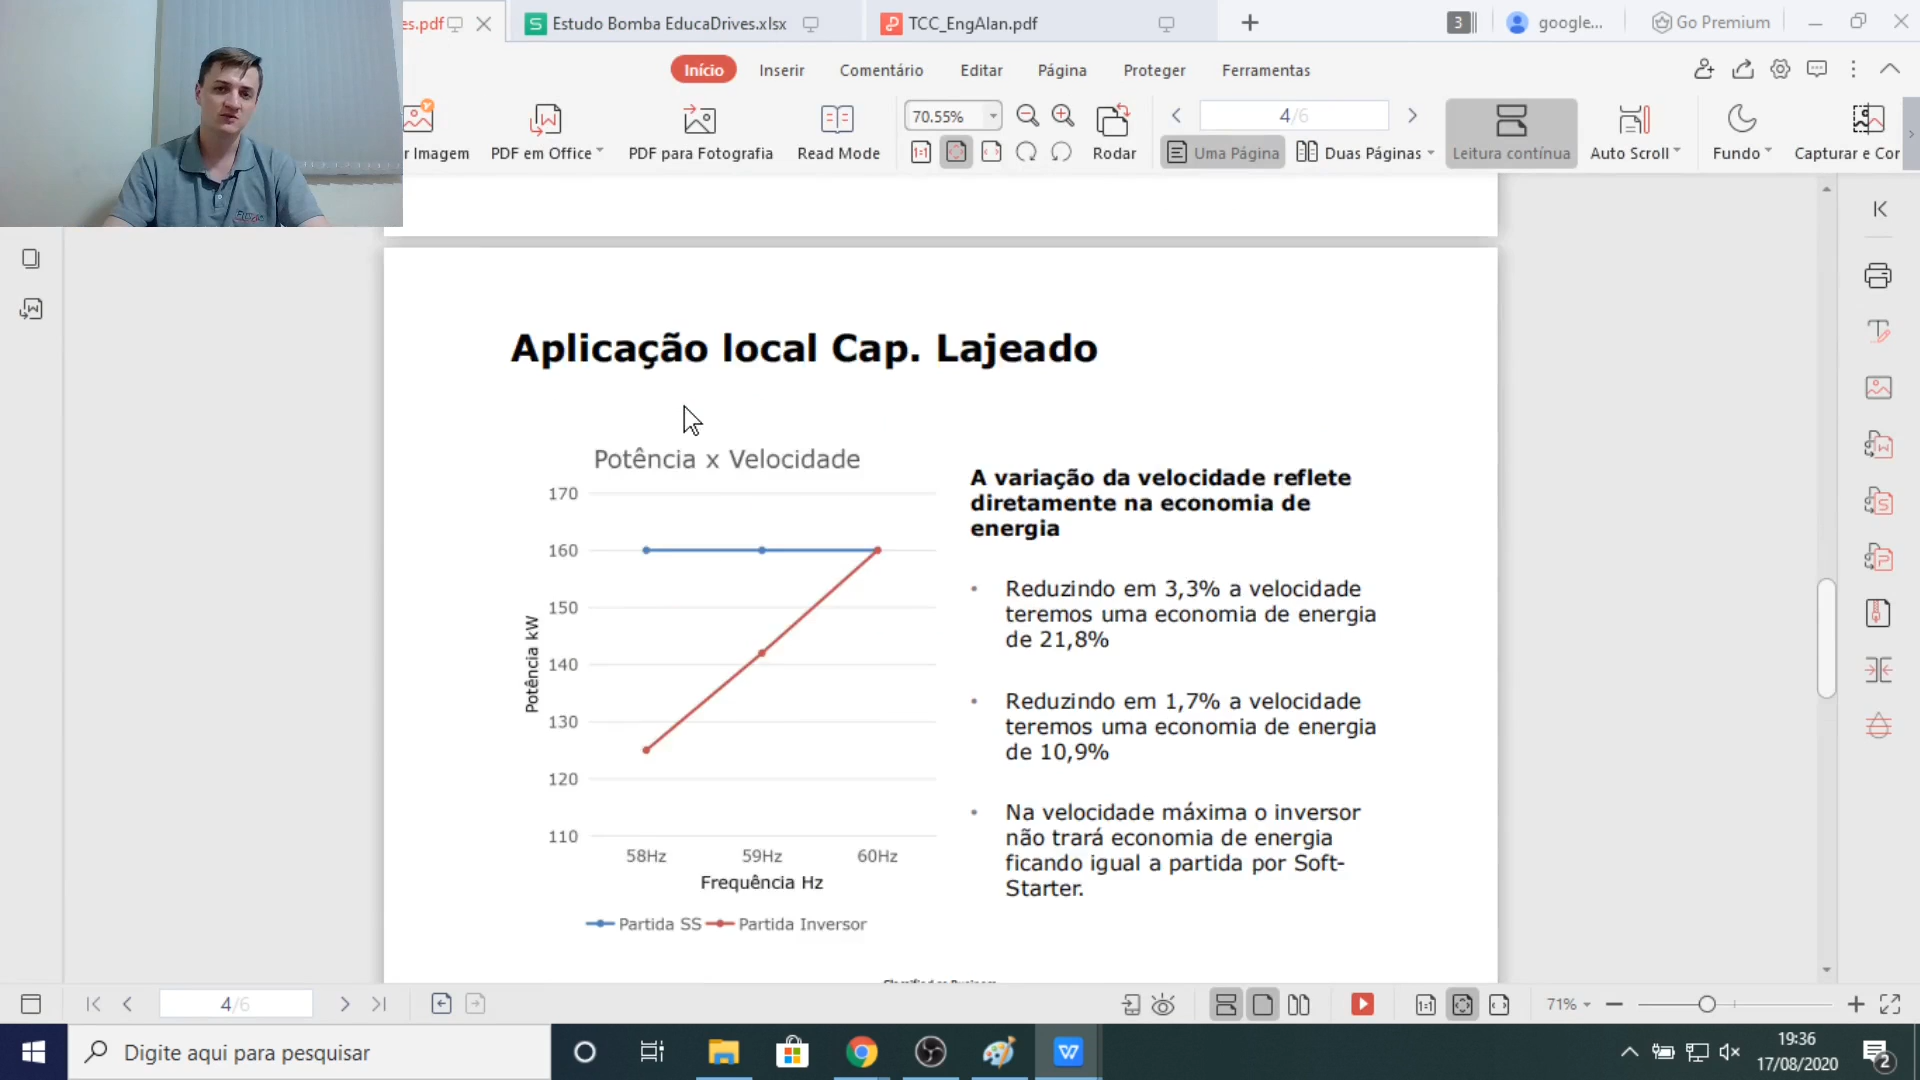 es.pdf
Estudo Bomba EducaDrives.xlsx
TCC_EngAlan.pdf
3
google...
Go Premium
Início
Inserir
Comentário
Editar
Página
Proteger
Ferramentas
r Imagem
PDF em Office
PDF para Fotografia
Read Mode
70.55%
Rodar
4/6
Uma Página
Duas Páginas
Leitura contínua
Auto Scroll
Fundo
Capturar e Cor
Aplicação local Cap. Lajeado
Potência x Velocidade
170
160
150
140
130
120
110
Potência kW
58Hz
59Hz
60Hz
Frequência Hz
Partida SS
Partida Inversor
A variação da velocidade reflete
diretamente na economia de
energia
• Reduzindo em 3,3% a velocidade
teremos uma economia de energia
de 21,8%
• Reduzindo em 1,7% a velocidade
teremos uma economia de energia
de 10,9%
• Na velocidade máxima o inversor
não trará economia de energia
ficando igual a partida por Soft-
Starter.
4/6
71%
Digite aqui para pesquisar
19:36
17/08/2020
2